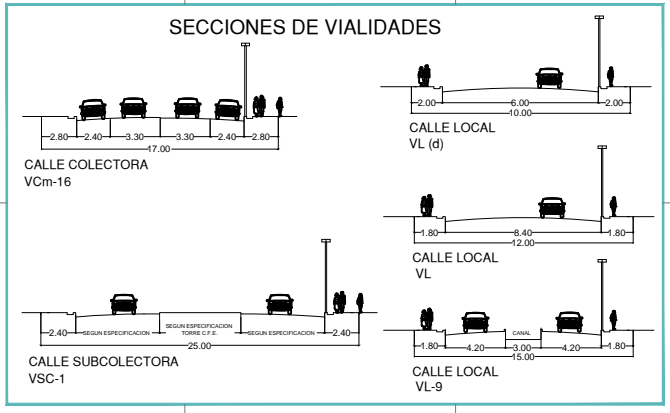 SECCIONES DE VIALIDADES
2.80 2.40 3.30 3.30 2.40 2.80
17.00
CALLE COLECTORA
VCm-16
2.00 6.00 2.00
10.00
CALLE LOCAL
VL (d)
1.80 8.40 1.80
12.00
CALLE LOCAL
VL
2.40 SEGUN ESPECIFICACION SEGUN ESPECIFICACION
TORRE C.F.E. SEGUN ESPECIFICACION 2.40
25.00
CALLE SUBCOLECTORA
VSC-1
CANAL
1.80 4.20 3.00 4.20 1.80
15.00
CALLE LOCAL
VL-9